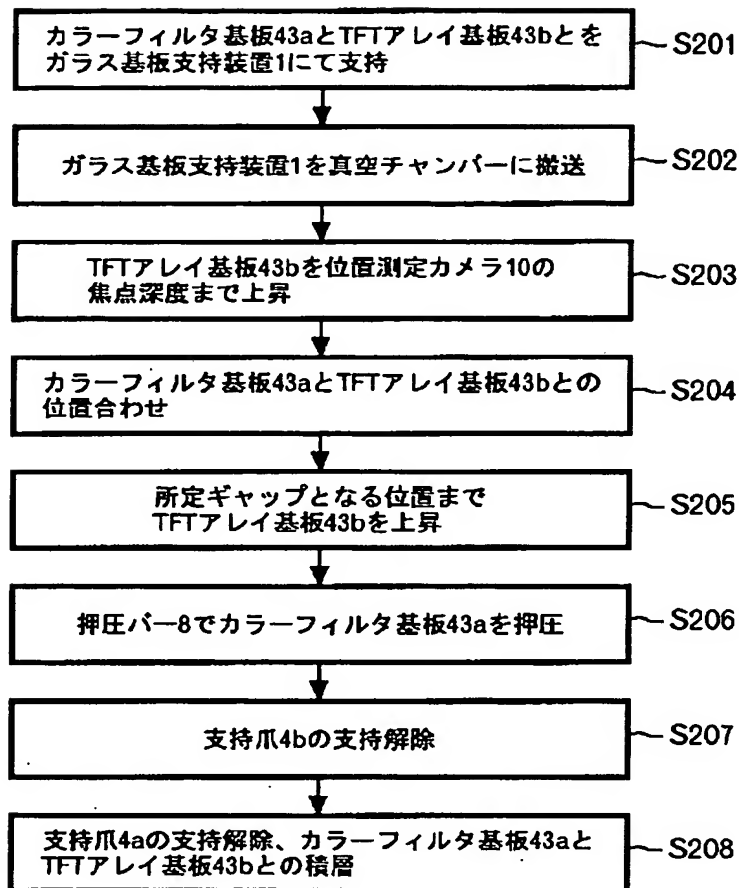 カラーフィルタ基板43aとTFTアレイ基板43bとを
ガラス基板支持装置1にて支持
S201
ガラス基板支持装置1を真空チャンバーに搬送
S202
TFTアレイ基板43bを位置測定カメラ10の
焦点深度まで上昇
S203
カラーフィルタ基板43aとTFTアレイ基板43bとの
位置合わせ
S204
所定ギャップとなる位置まで
TFTアレイ基板43bを上昇
S205
押圧バー8でカラーフィルタ基板43aを押圧
S206
支持爪4bの支持解除
S207
支持爪4aの支持解除、カラーフィルタ基板43aと
TFTアレイ基板43bとの積層
S208